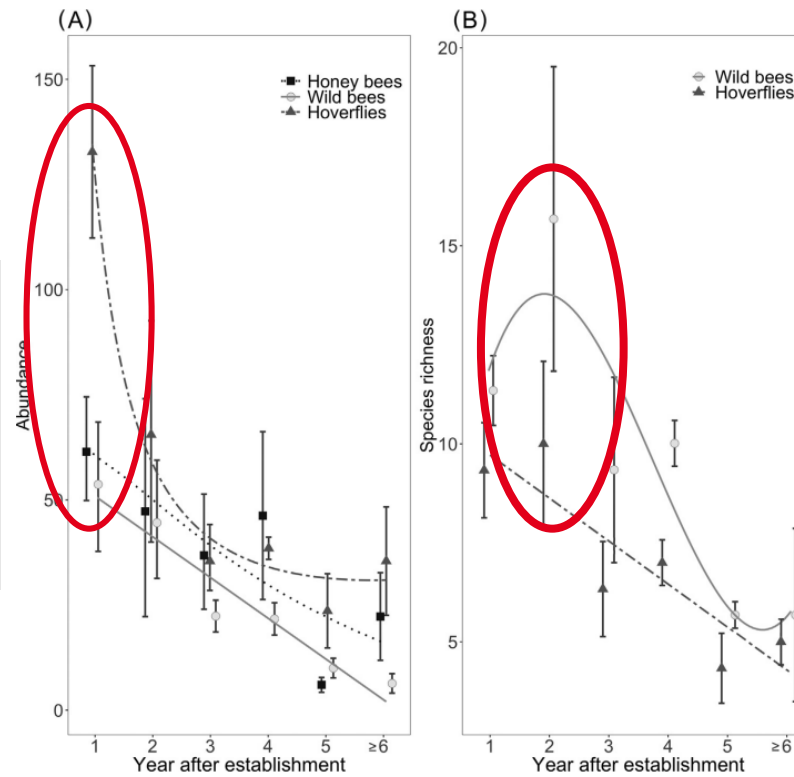 (A)
150
100
50
0
Abundance
Honey bees
Wild bees
Hoverflies
1 2 3 4 5 ≥6
Year after establishment
(B)
20
15
10
5
Species richness
Wild bees
Hoverflies
1 2 3 4 5 ≥6
Year after establishment